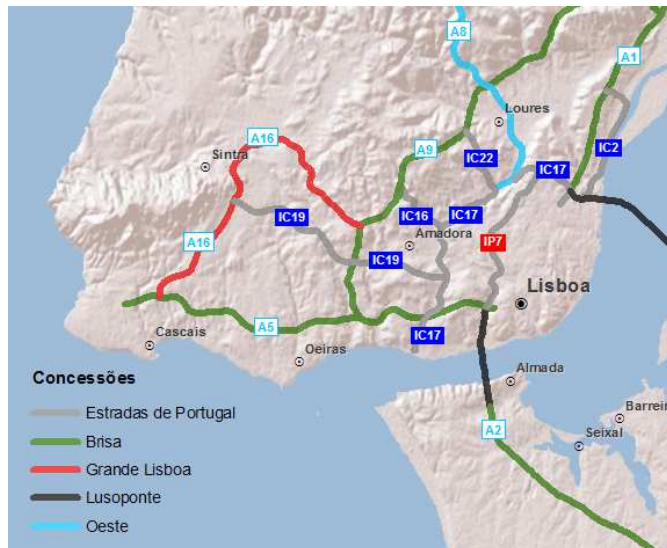 A8
A1
Loures
A16
A9
IC22
IC17
IC2
Sintra
IC19
IC16
IC17
Amadora
A16
IC19
IP7
Lisboa
A5
IC17
Cascais
Oeiras
Almada
Concessões
Estradas de Portugal
Brisa
Grande Lisboa
Lusoponte
Oeste
A2
Seixal
Barrei